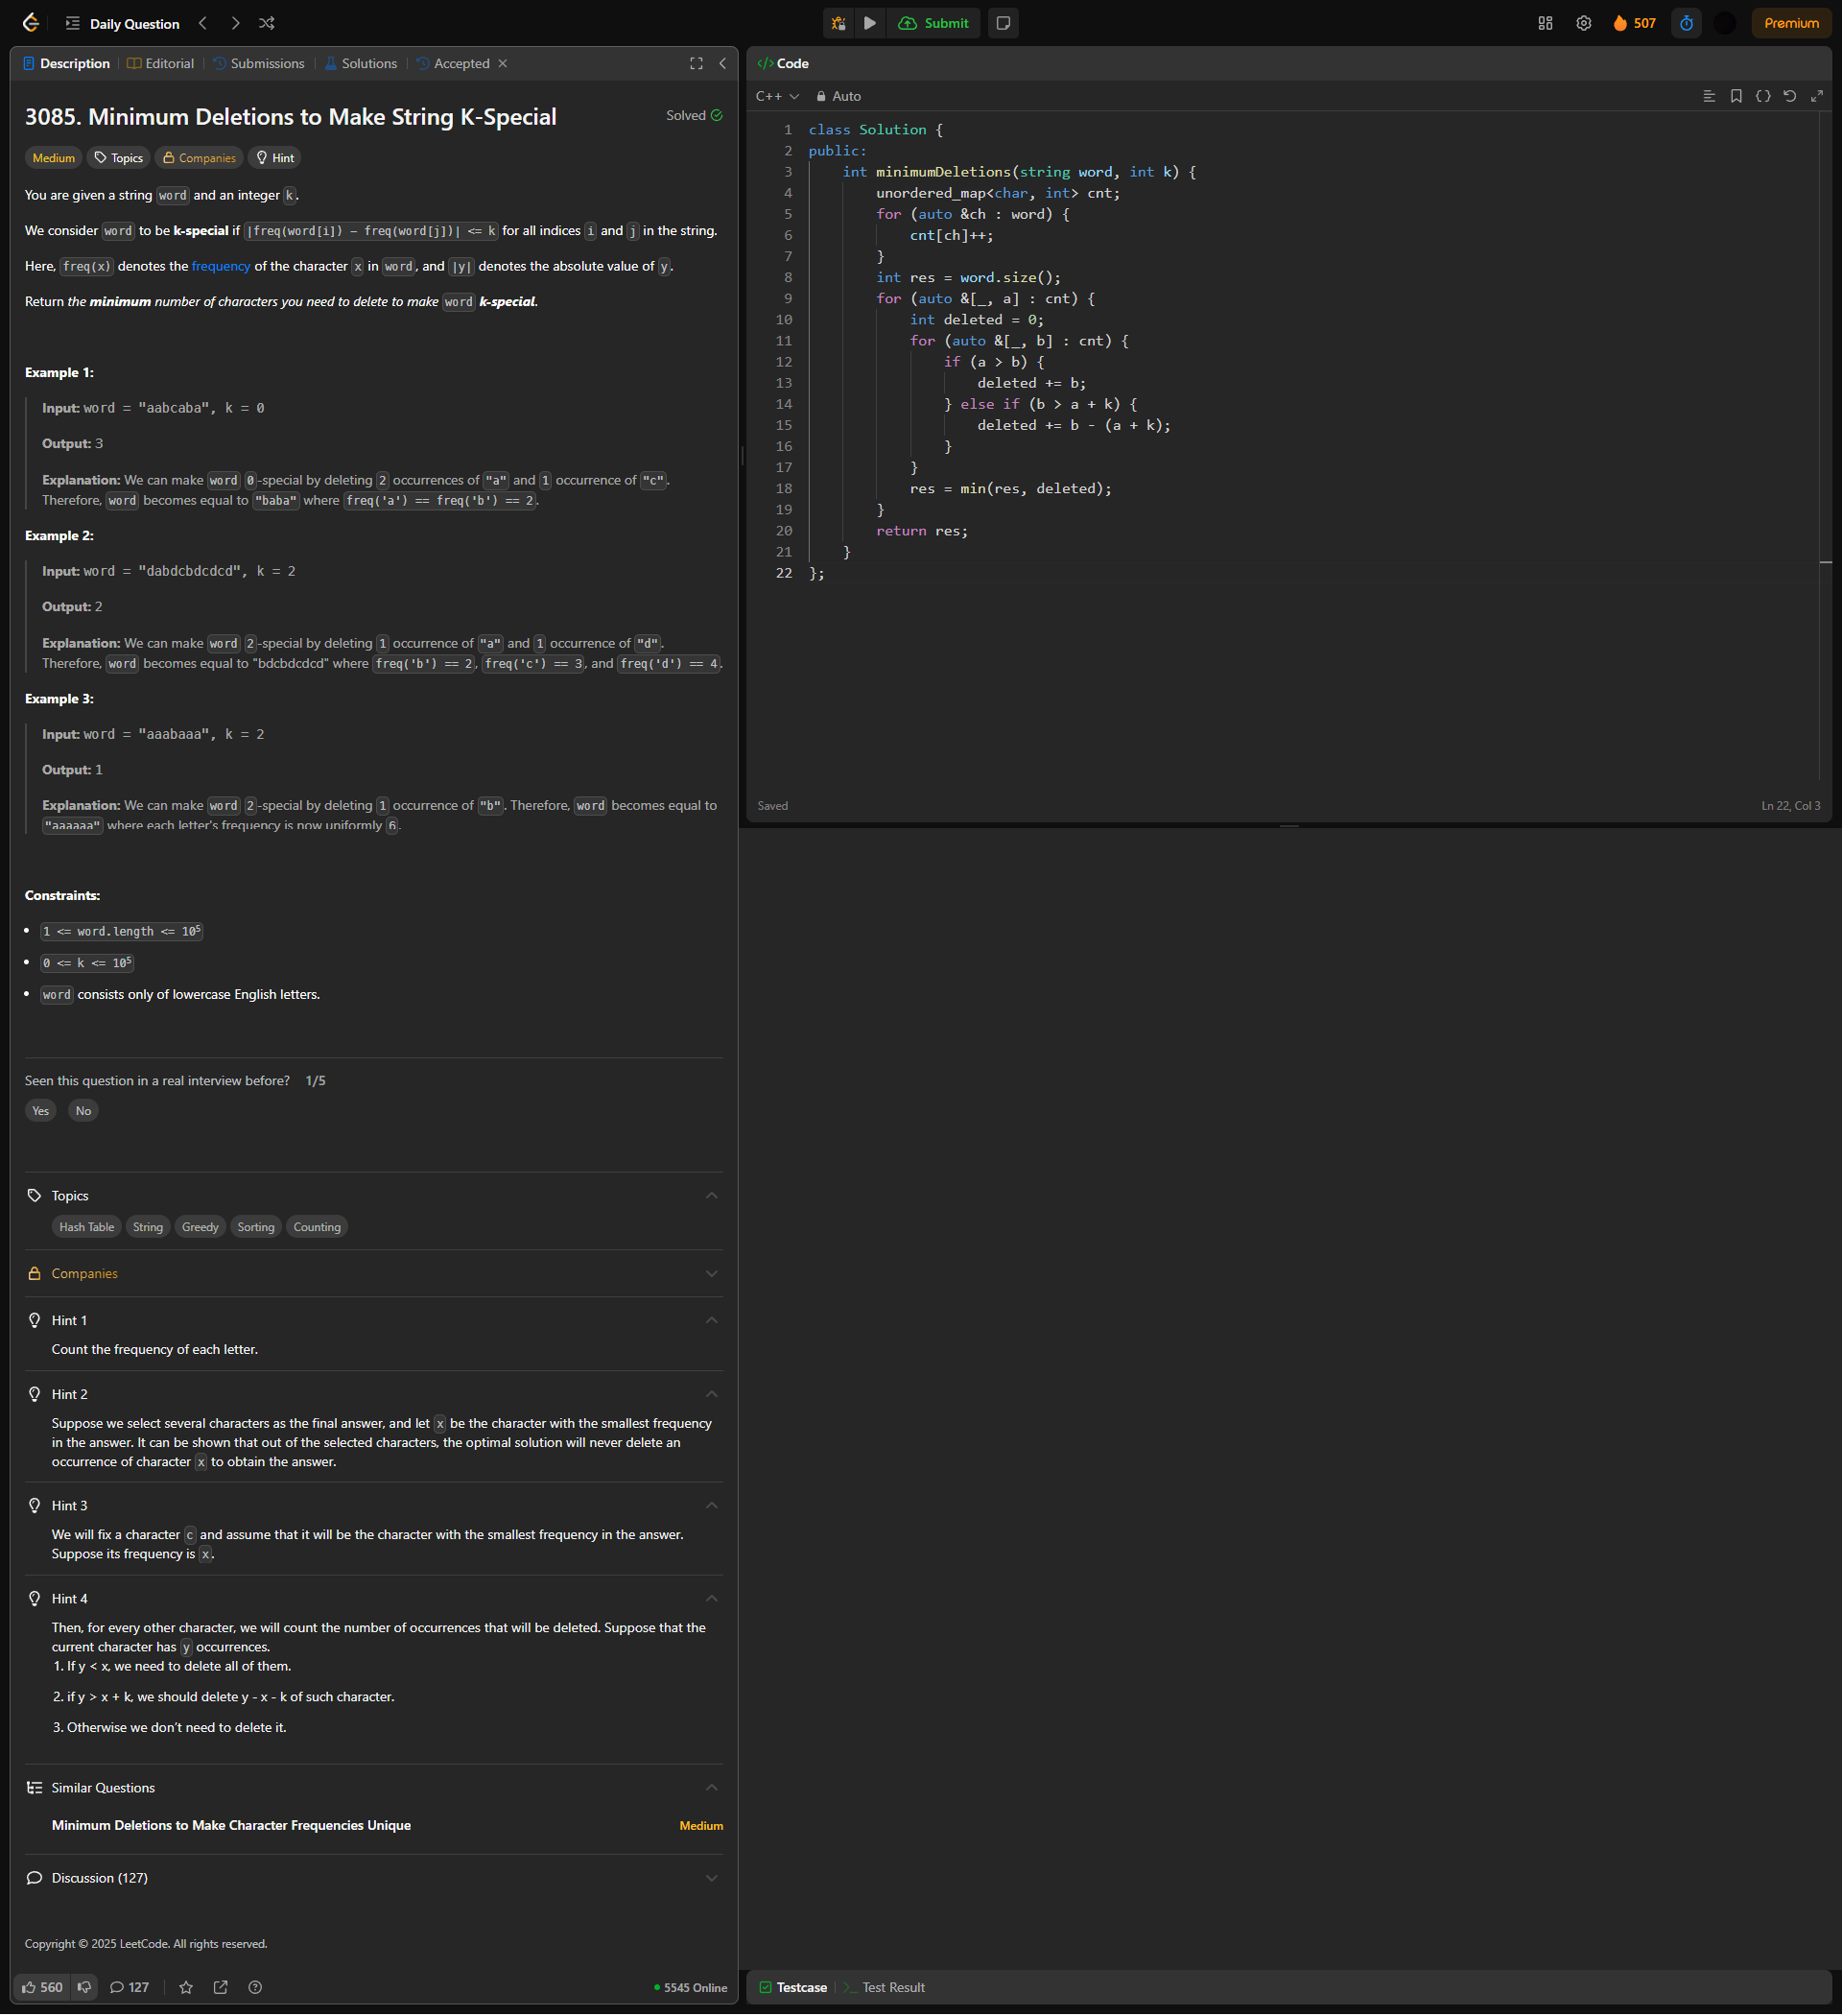 Daily Question
Submit
507
Premium
Description
Editorial
Submissions
Solutions
Accepted
3085. Minimum Deletions to Make String K-Special
Solved
Medium
Topics
Companies
Hint
You are given a string word and an integer k.
We consider word to be k-special if |freq(word[i]) - freq(word[j])| <= k for all indices i and j in the string.
Here, freq(x) denotes the frequency of the character x in word, and |y| denotes the absolute value of y.
Return the minimum number of characters you need to delete to make word k-special.
Example 1:
Input: word = "aabcaba", k = 0
Output: 3
Explanation: We can make word 0-special by deleting 2 occurrences of "a" and 1 occurrence of "c".
Therefore, word becomes equal to "baba" where freq('a') == freq('b') == 2.
Example 2:
Input: word = "dabdcbdcdcd", k = 2
Output: 2
Explanation: We can make word 2-special by deleting 1 occurrence of "a" and 1 occurrence of "d".
Therefore, word becomes equal to "bdcbdcdcd" where freq('b') == 2, freq('c') == 3, and freq('d') == 4.
Example 3:
Input: word = "aaabaaa", k = 2
Output: 1
Explanation: We can make word 2-special by deleting 1 occurrence of "b". Therefore, word becomes equal to
"aaaaaa" where each letter's frequency is now uniformly 6.
Constraints:
• 1 <= word.length <= 10⁵
• 0 <= k <= 10⁵
• word consists only of lowercase English letters.
Seen this question in a real interview before? 1/5
Yes
No
Topics
Hash Table
String
Greedy
Sorting
Counting
Companies
Hint 1
Count the frequency of each letter.
Hint 2
Suppose we select several characters as the final answer, and let x be the character with the smallest frequency
in the answer. It can be shown that out of the selected characters, the optimal solution will never delete an
occurrence of character x to obtain the answer.
Hint 3
We will fix a character c and assume that it will be the character with the smallest frequency in the answer.
Suppose its frequency is x.
Hint 4
Then, for every other character, we will count the number of occurrences that will be deleted. Suppose that the
current character has y occurrences.
1. If y < x, we need to delete all of them.
2. if y > x + k, we should delete y - x - k of such character.
3. Otherwise we don’t need to delete it.
Similar Questions
Minimum Deletions to Make Character Frequencies Unique
Medium
Discussion (127)
Copyright © 2025 LeetCode. All rights reserved.
560
127
5545 Online
</> Code
C++
Auto
1 class Solution {
2 public:
3     int minimumDeletions(string word, int k) {
4         unordered_map<char, int> cnt;
5         for (auto &ch : word) {
6             cnt[ch]++;
7         }
8         int res = word.size();
9         for (auto &[_, a] : cnt) {
10             int deleted = 0;
11             for (auto &[_, b] : cnt) {
12                 if (a > b) {
13                     deleted += b;
14                 } else if (b > a + k) {
15                     deleted += b - (a + k);
16                 }
17             }
18             res = min(res, deleted);
19         }
20         return res;
21     }
22 };
Saved
Ln 22, Col 3
Testcase
Test Result